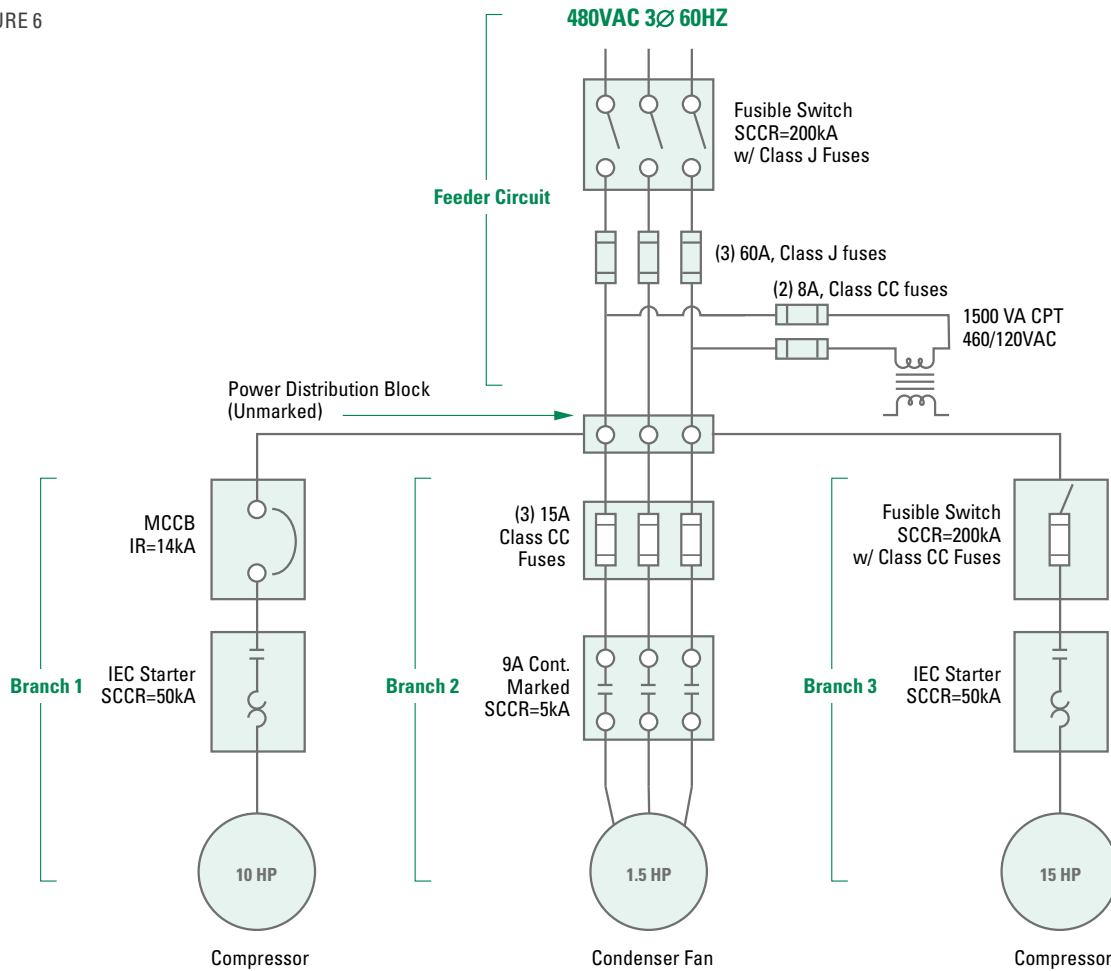 URE 6
480VAC 3Ø 60HZ
Fusible Switch
SCCR=200kA
w/ Class J Fuses
Feeder Circuit
(3) 60A, Class J fuses
(2) 8A, Class CC fuses
1500 VA CPT
460/120VAC
Power Distribution Block
(Unmarked)
MCCB
IR=14kA
(3) 15A
Class CC
Fuses
Fusible Switch
SCCR=200kA
w/ Class CC Fuses
Branch 1
IEC Starter
SCCR=50kA
Branch 2
9A Cont.
Marked
SCCR=5kA
Branch 3
IEC Starter
SCCR=50kA
10 HP
1.5 HP
15 HP
Compressor
Condenser Fan
Compressor